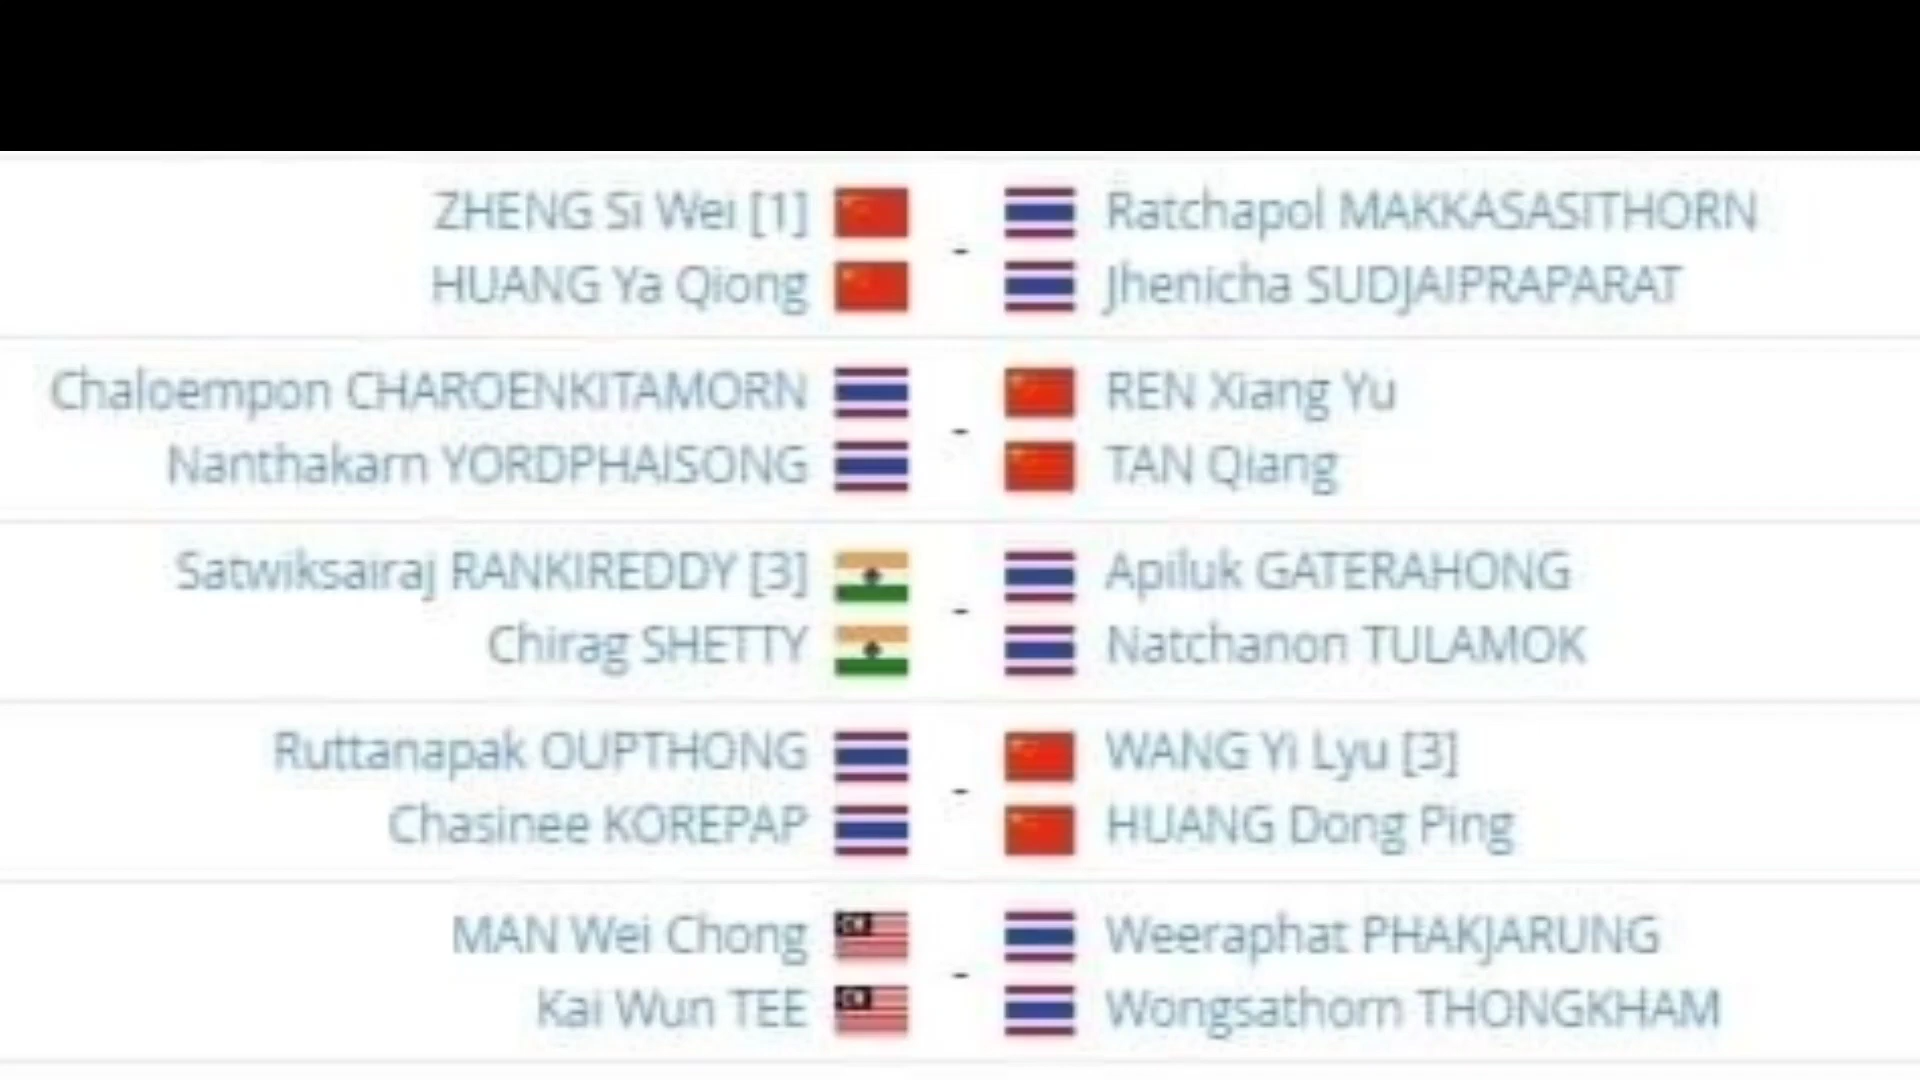 ZHENG Si Wei [1] - Ratchapol MAKKASASITHORN
HUANG Ya Qiong Jhenicha SUDJAIPRAPARAT
Chaloempon CHAROENKITAMORN - REN Xiang Yu
Nanthakarn YORDPHAISONG TAN Qiang
Satwiksairaj RANKIREDDY [3] - Apiluk GATERAHONG
Chirag SHETTY Natchanon TULAMOK
Ruttanapak OUPTHONG - WANG Yi Lyu [3]
Chasinee KOREPAP HUANG Dong Ping
MAN Wei Chong - Weeraphat PHAKJARUNG
Kai Wun TEE Wongsathorn THONGKHAM